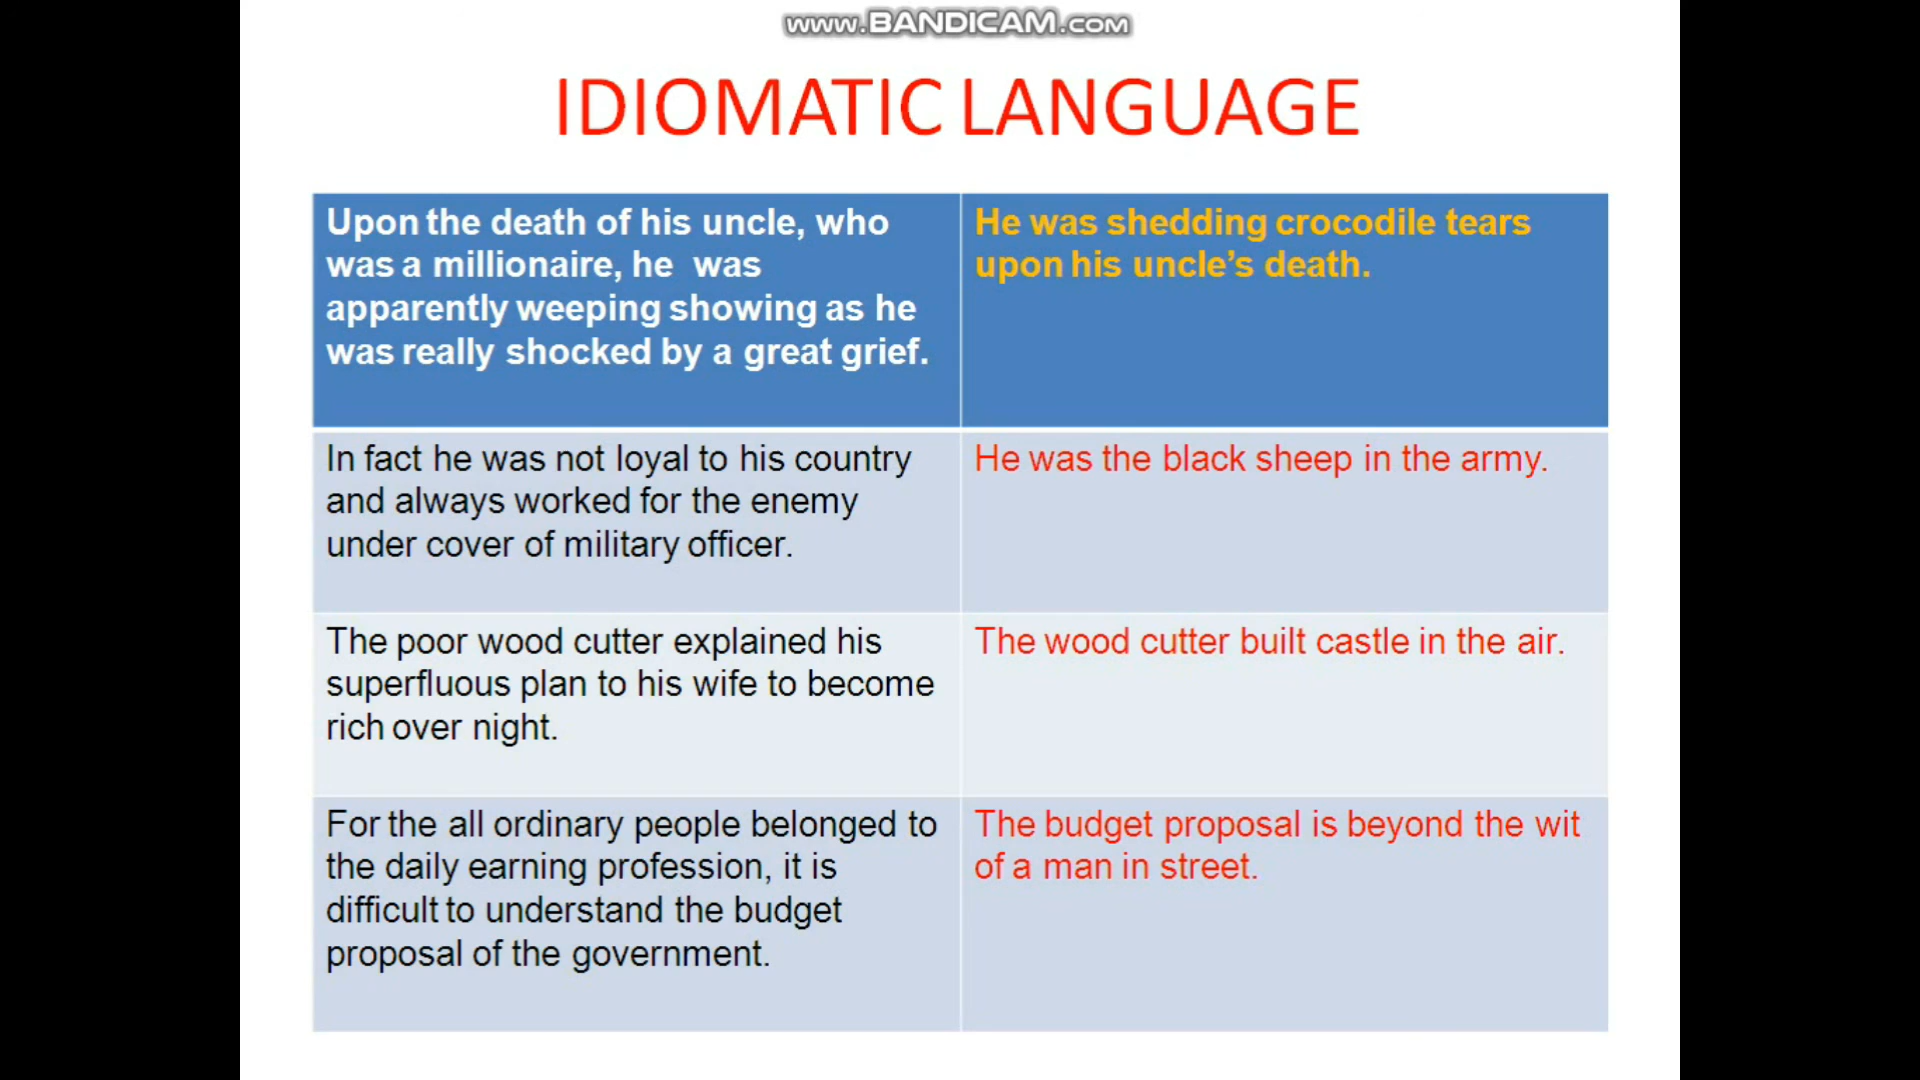 www.BANDICAM.com
IDIOMATIC LANGUAGE
Upon the death of his uncle, who
was a millionaire, he was
apparently weeping showing as he
was really shocked by a great grief.
He was shedding crocodile tears
upon his uncle’s death.
In fact he was not loyal to his country
and always worked for the enemy
under cover of military officer.
He was the black sheep in the army.
The poor wood cutter explained his
superfluous plan to his wife to become
rich over night.
The wood cutter built castle in the air.
For the all ordinary people belonged to
the daily earning profession, it is
difficult to understand the budget
proposal of the government.
The budget proposal is beyond the wit
of a man in street.